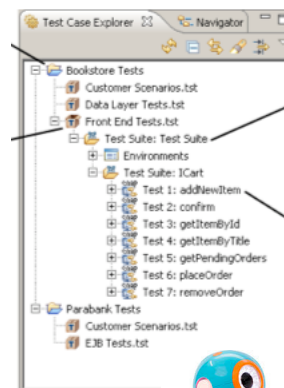 Test Case Explorer
Navigator
Bookstore Tests
Customer Scenarios.tst
Data Layer Tests.tst
Front End Tests.tst
Test Suite: Test Suite
Environments
Test Suite: ICart
Test 1: addNewItem
Test 2: confirm
Test 3: getItemById
Test 4: getItemByTitle
Test 5: getPendingOrders
Test 6: placeOrder
Test 7: removeOrder
Parabank Tests
Customer Scenarios.tst
EJB Tests.tst